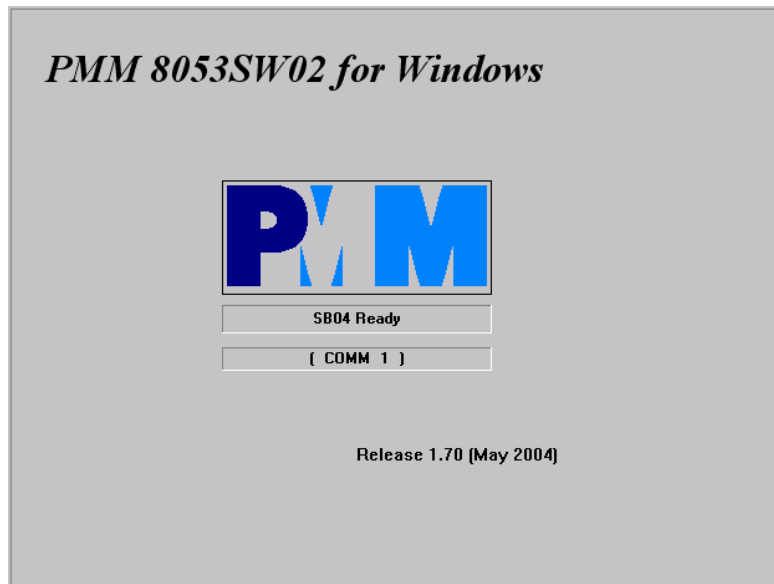 PMM 8053SW02 for Windows
PMM
SB04 Ready
( COMM 1 )
Release 1.70 (May 2004)